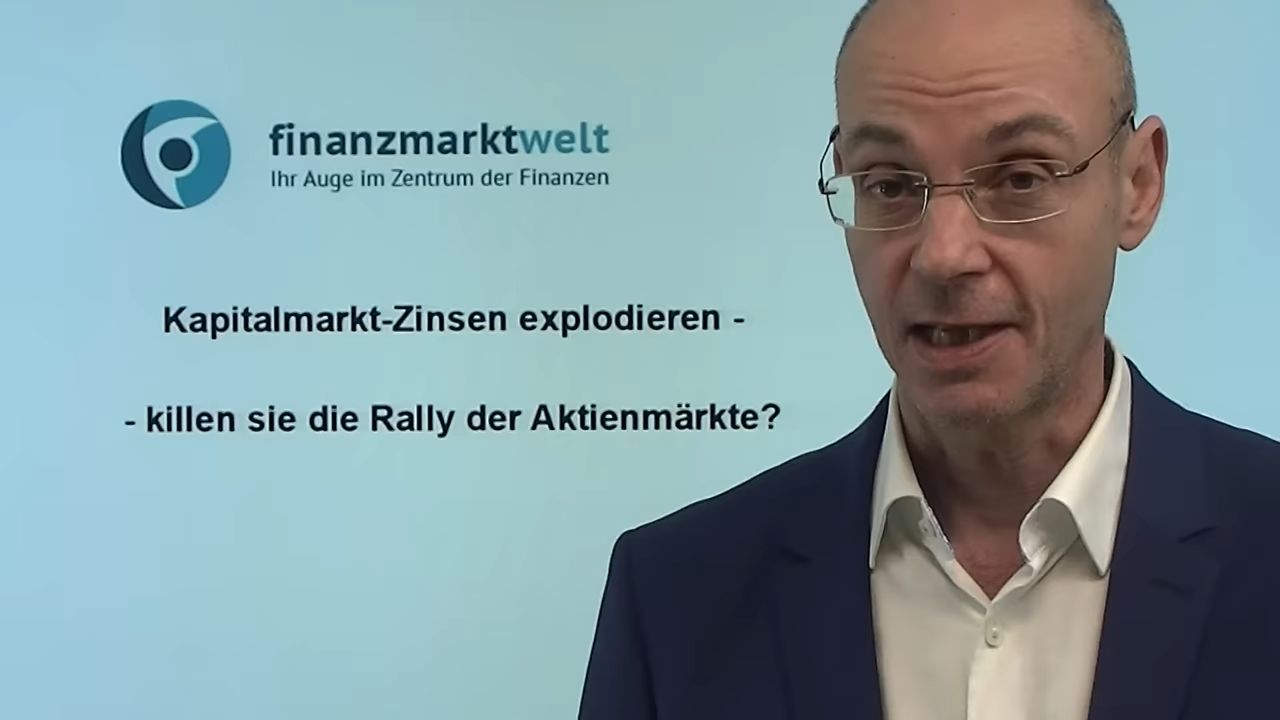 finanzmarktwelt
Ihr Auge im Zentrum der Finanzen
Kapitalmarkt-Zinsen explodieren -
- killen sie die Rally der Aktienmärkte?